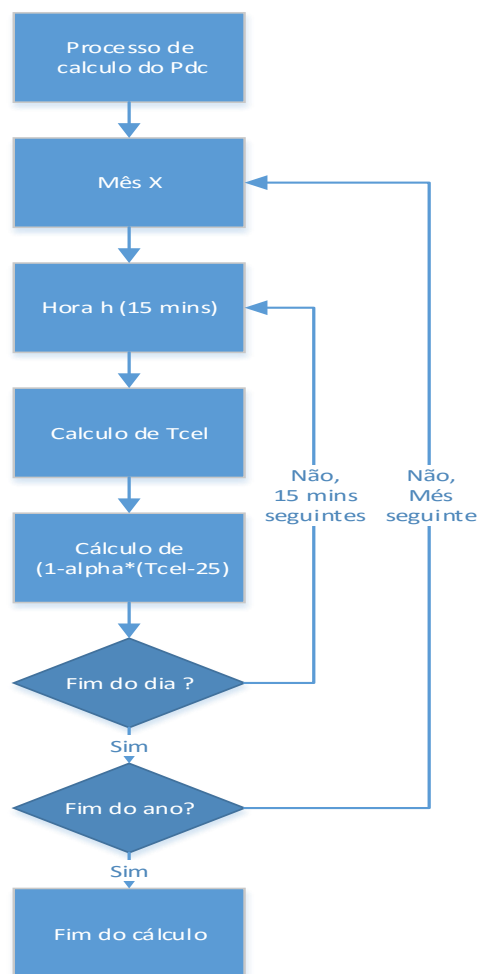 Processo de
calculo do Pdc
Mês X
Hora h (15 mins)
Calculo de Tcel
Cálculo de
(1-alpha*(Tcel-25)
Não,
15 mins
seguintes
Não,
Més
seguinte
Fim do dia ?
Sim
Fim do ano?
Sim
Fim do cálculo